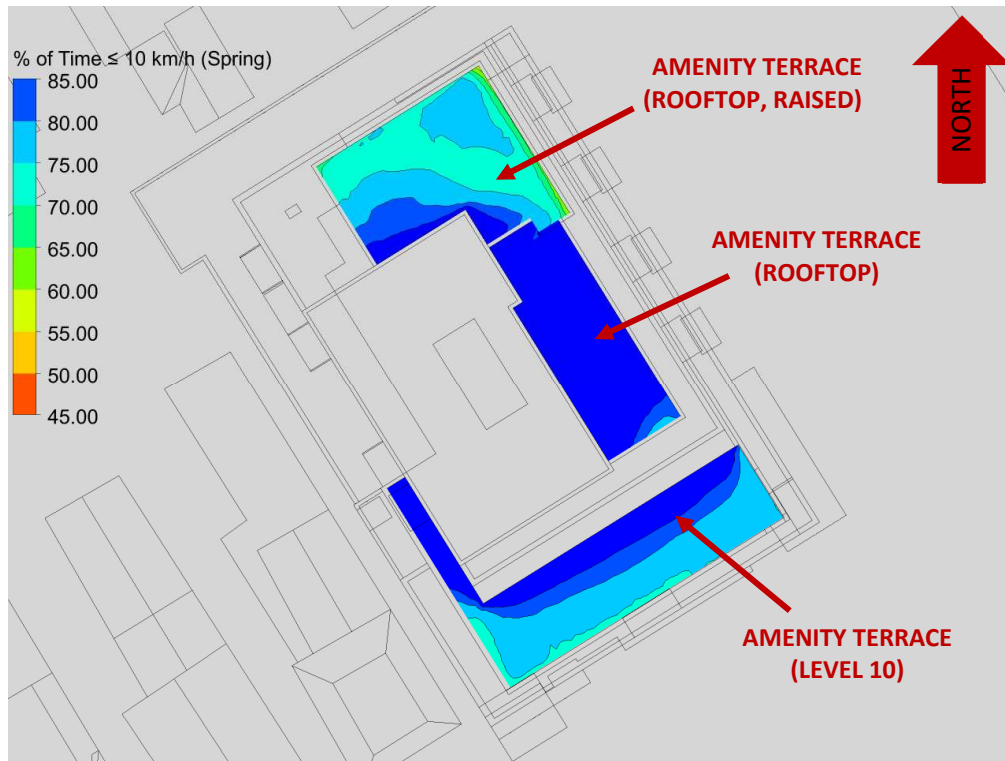 % of Time ≤ 10 km/h (Spring)
85.00
80.00
75.00
70.00
65.00
60.00
55.00
50.00
45.00
AMENITY TERRACE
(ROOFTOP, RAISED)
NORTH
AMENITY TERRACE
(ROOFTOP)
AMENITY TERRACE
(LEVEL 10)